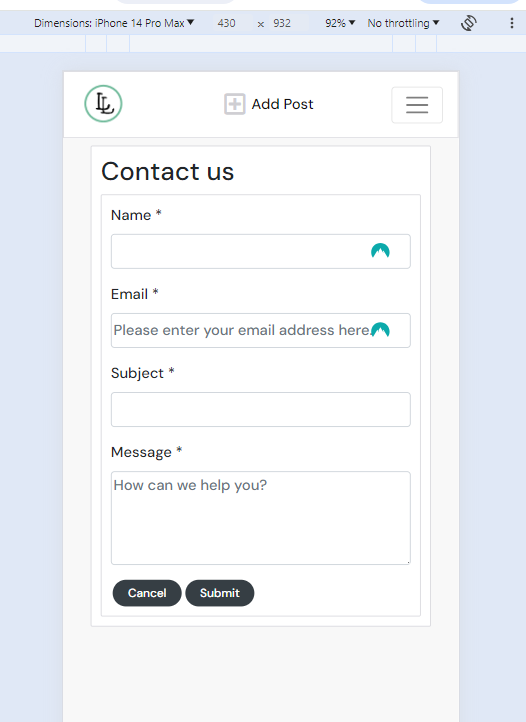 Dimensions: iPhone 14 Pro Max ▼ 430 × 932 92% ▼ No throttling ▼
LL Add Post
Contact us
Name *
Email *
Please enter your email address here.
Subject *
Message *
How can we help you?
Cancel Submit